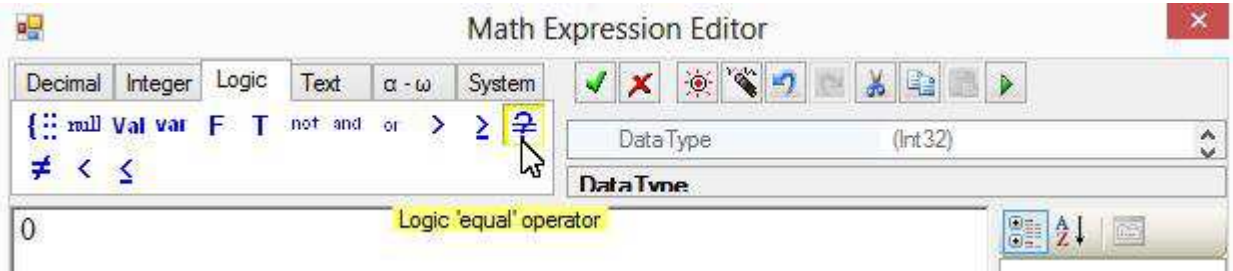 Math Expression Editor
Decimal Integer Logic Text α - ω System
null Val var F T not and or > ≥ ≟
≠ < ≤
DataType (Int32)
DataType
Logic 'equal' operator
0
A
Z